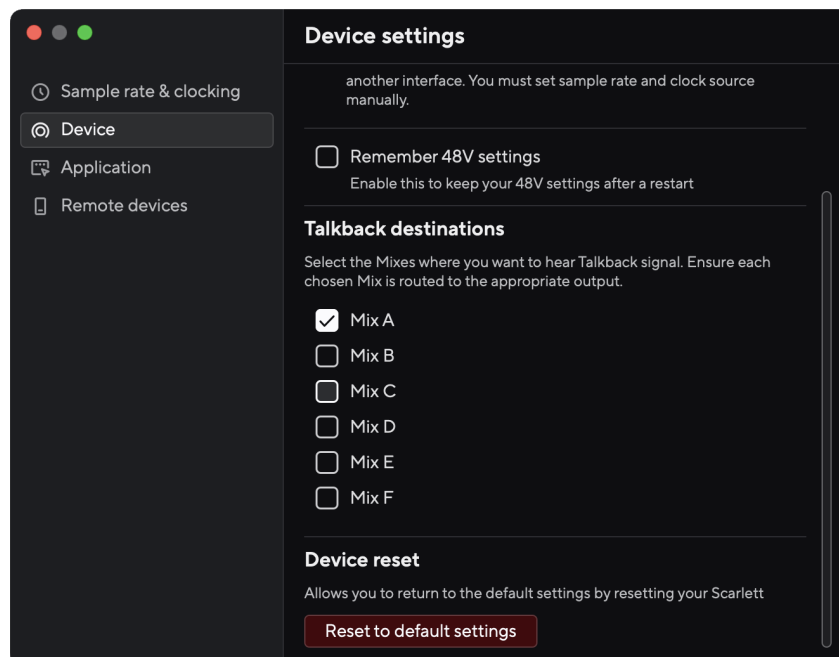 Device settings
Sample rate & clocking
Device
Application
Remote devices
another interface. You must set sample rate and clock source
manually.
Remember 48V settings
Enable this to keep your 48V settings after a restart
Talkback destinations
Select the Mixes where you want to hear Talkback signal. Ensure each
chosen Mix is routed to the appropriate output.
Mix A
Mix B
Mix C
Mix D
Mix E
Mix F
Device reset
Allows you to return to the default settings by resetting your Scarlett
Reset to default settings